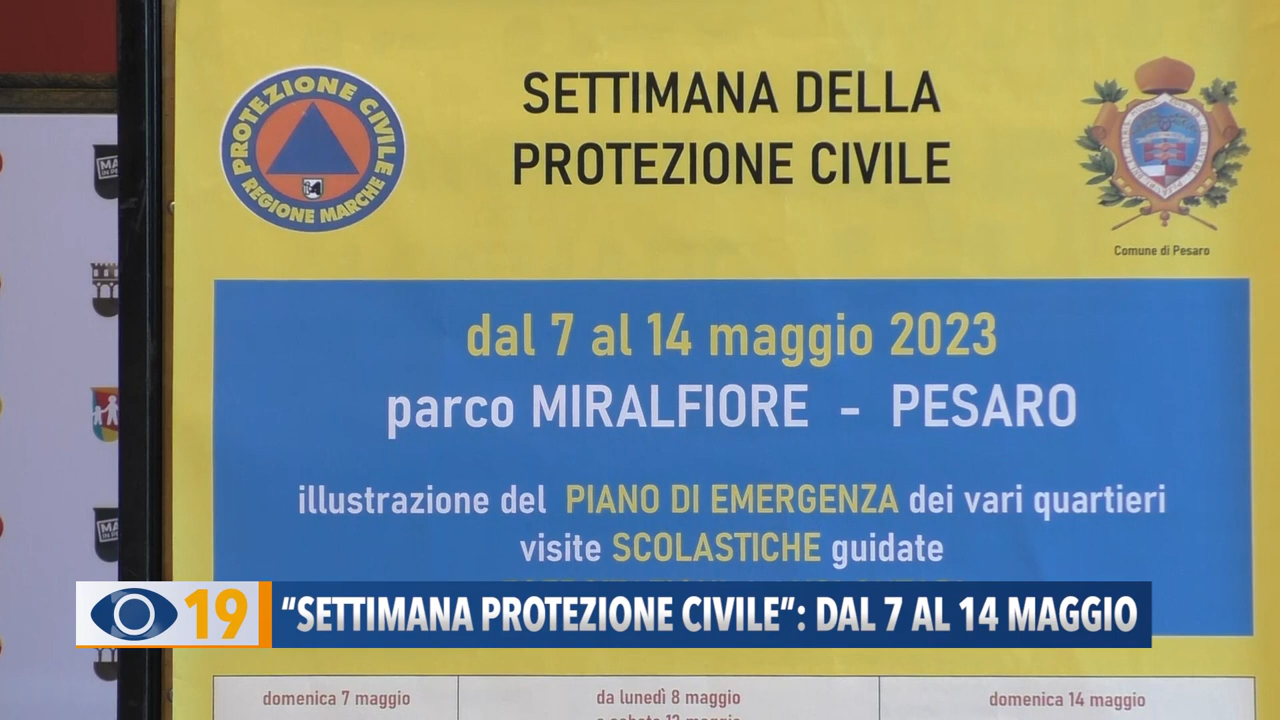 PROTEZIONE CIVILE
REGIONE MARCHE
SETTIMANA DELLA
PROTEZIONE CIVILE
Comune di Pesaro
dal 7 al 14 maggio 2023
parco MIRALFIORE - PESARO
illustrazione del PIANO DI EMERGENZA dei vari quartieri
visite SCOLASTICHE guidate
19 “SETTIMANA PROTEZIONE CIVILE”: DAL 7 AL 14 MAGGIO
domenica 7 maggio
da lunedì 8 maggio
domenica 14 maggio